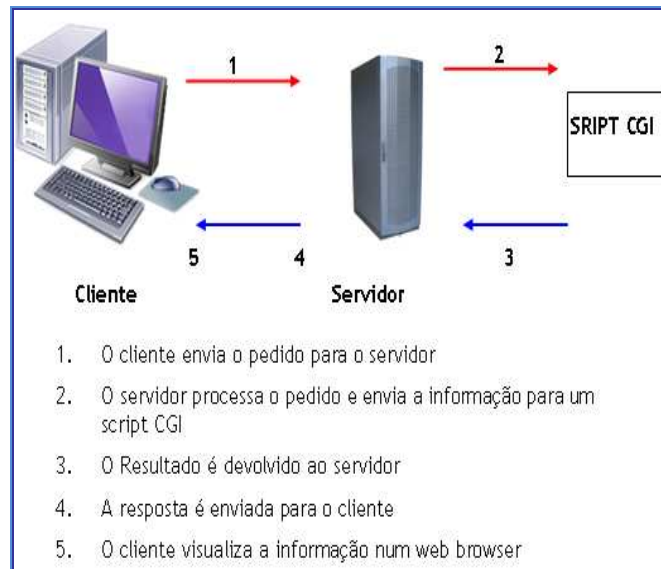 1
2
SRIPT CGI
5
4
3
Cliente
Servidor
1. O cliente envia o pedido para o servidor
2. O servidor processa o pedido e envia a informação para um
script CGI
3. O Resultado é devolvido ao servidor
4. A resposta é enviada para o cliente
5. O cliente visualiza a informação num web browser